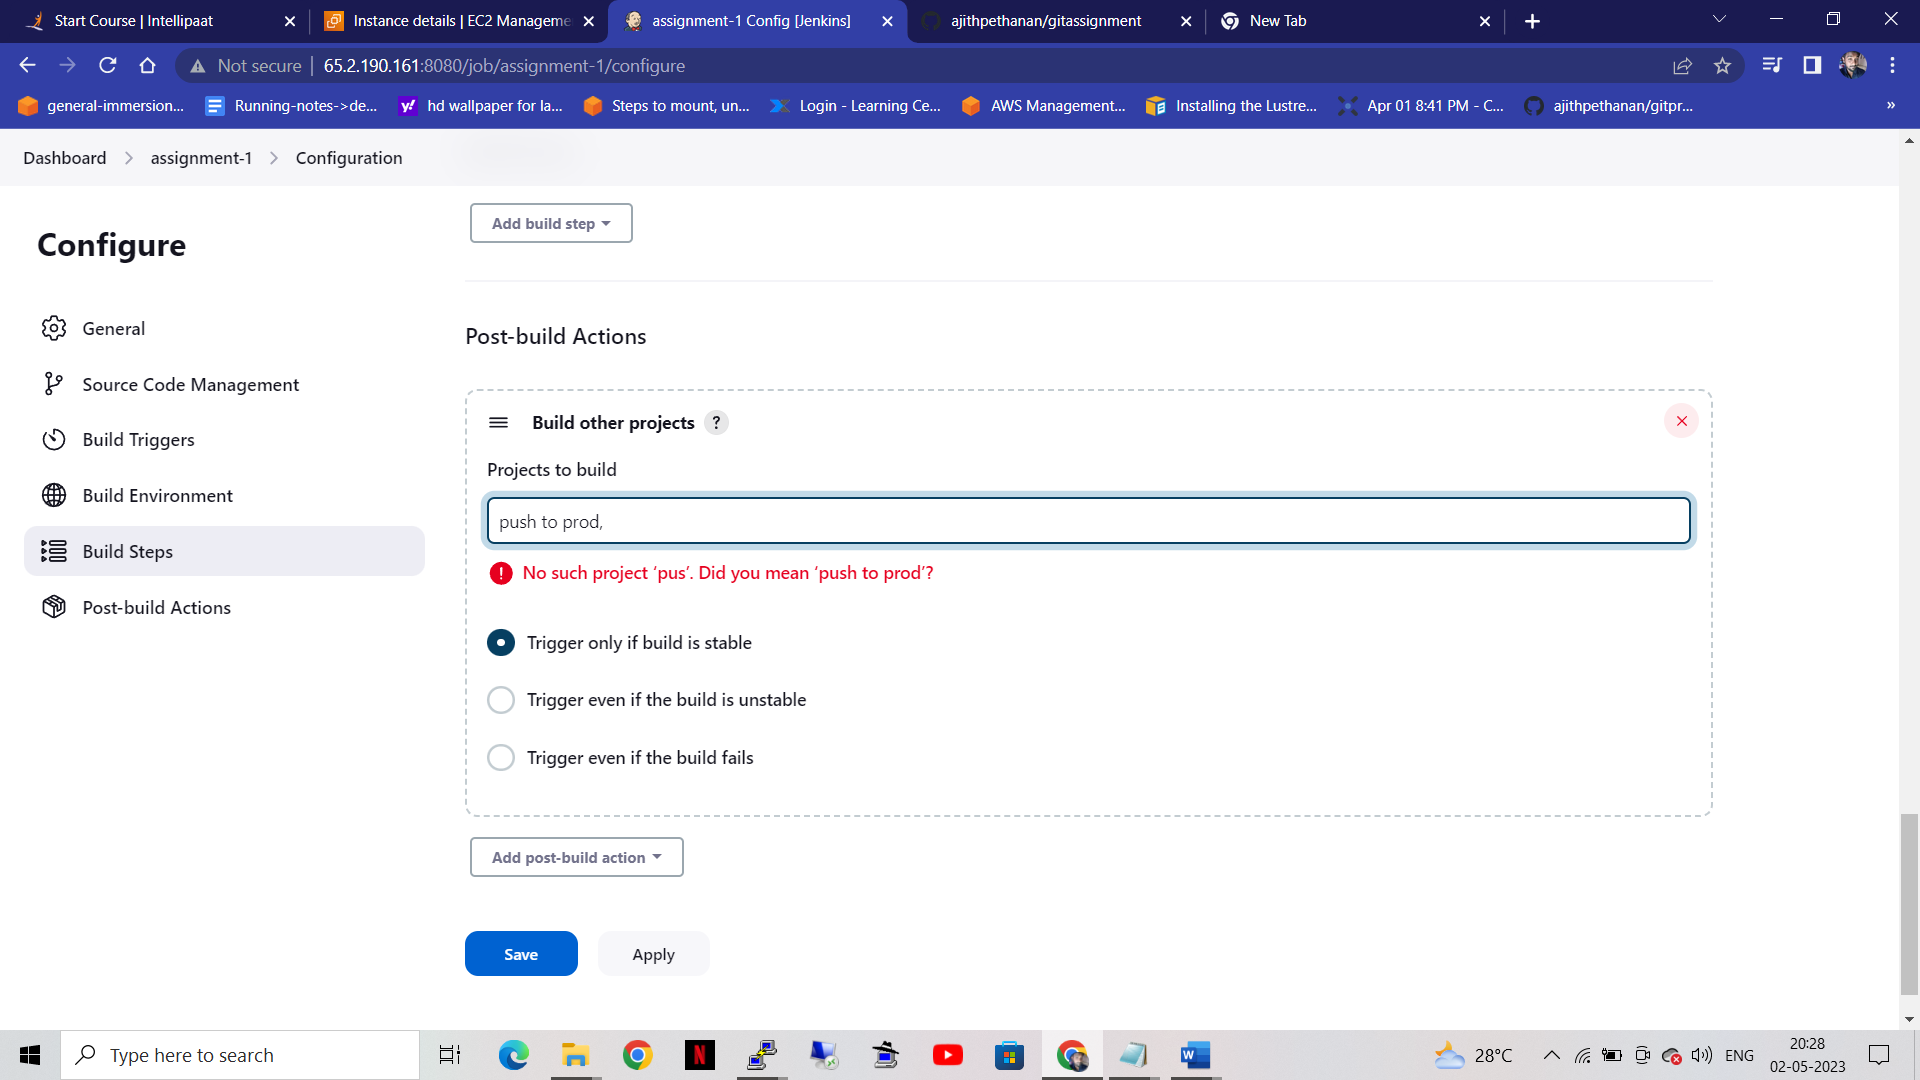 Start Course | Intellipaat
Instance details | EC2 Manageme
assignment-1 Config [Jenkins]
ajithpethanan/gitassignment
New Tab
Not secure
65.2.190.161:8080/job/assignment-1/configure
general-immersion...
Running-notes->de...
hd wallpaper for la...
Steps to mount, un...
Login - Learning Ce...
AWS Management...
Installing the Lustre...
Apr 01 8:41 PM - C...
ajithpethanan/gitpr...
»
Dashboard
assignment-1
Configuration
Configure
General
Source Code Management
Build Triggers
Build Environment
Build Steps
Post-build Actions
Add build step
Post-build Actions
Build other projects ?
Projects to build
push to prod,
No such project ‘pus’. Did you mean ‘push to prod’?
Trigger only if build is stable
Trigger even if the build is unstable
Trigger even if the build fails
Add post-build action
Save
Apply
Type here to search
28°C
ENG
20:28
02-05-2023